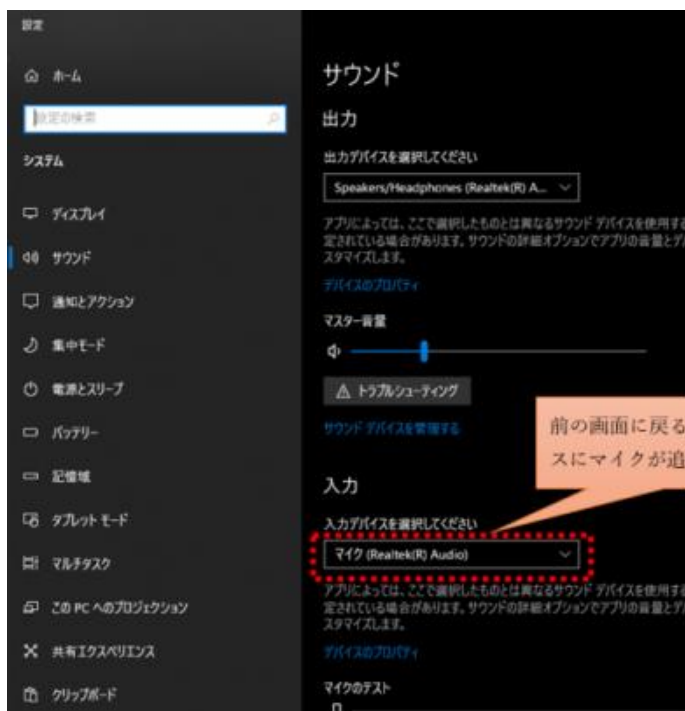 設定
ホーム
設定の検索
システム
ディスプレイ
サウンド
通知とアクション
集中モード
電源とスリープ
バッテリー
記憶域
タブレット モード
マルチタスク
この PC へのプロジェクション
共有エクスペリエンス
クリップボード
サウンド
出力
出力デバイスを選択してください
Speakers/Headphones (Realtek(R) A...
アプリによっては、ここで選択したものとは異なるサウンド デバイスを使用する
定されている場合があります。サウンドの詳細オプションでアプリの音量とデ
スタマイズします。
デバイスのプロパティ
マスター音量
トラブルシューティング
サウンド デバイスを管理する
前の画面に戻る
スにマイクが追
入力
入力デバイスを選択してください
マイク (Realtek(R) Audio)
アプリによっては、ここで選択したものとは異なるサウンド デバイスを使用する
定されている場合があります。サウンドの詳細オプションでアプリの音量とデ
スタマイズします。
デバイスのプロパティ
マイクのテスト